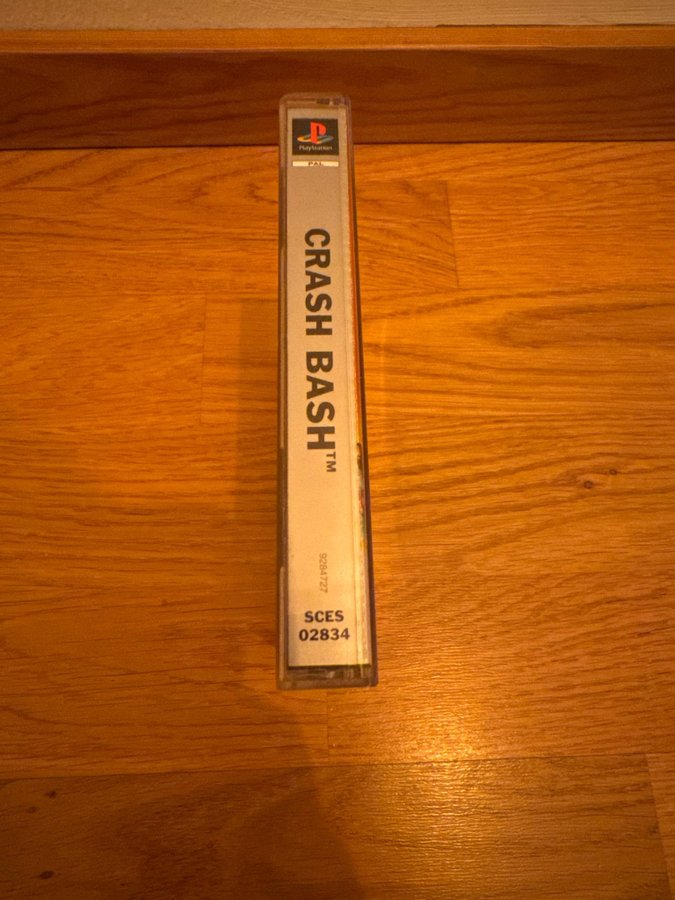 PlayStation
PAL
CRASH BASH™
9284727
SCES
02834